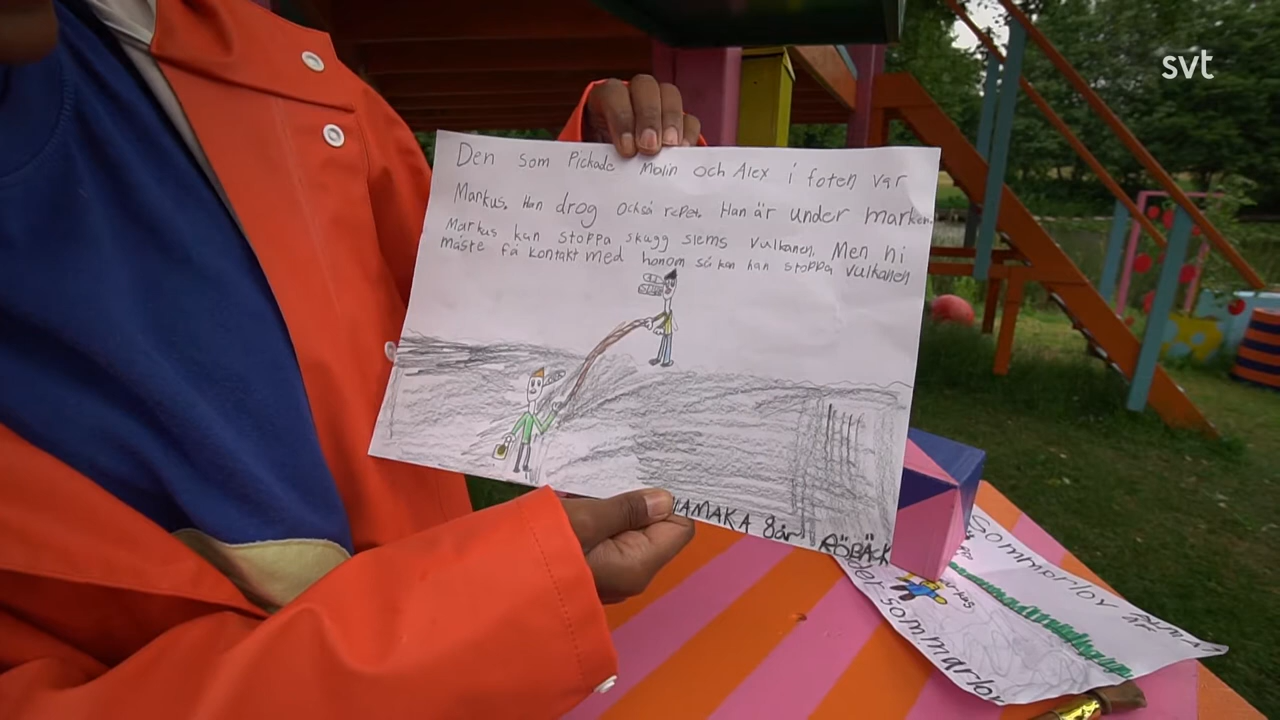 svt
Den som Pickade Malin och Alex i foten var
Markus. Han drog också repet. Han är under marken.
Markus kan stoppa skugg slems vulkanen. Men ni
måste få kontakt med honom så kan han stoppa vulkanen
AMAKA 8år RÖBÄCK
Sommarlov
der sommarlov